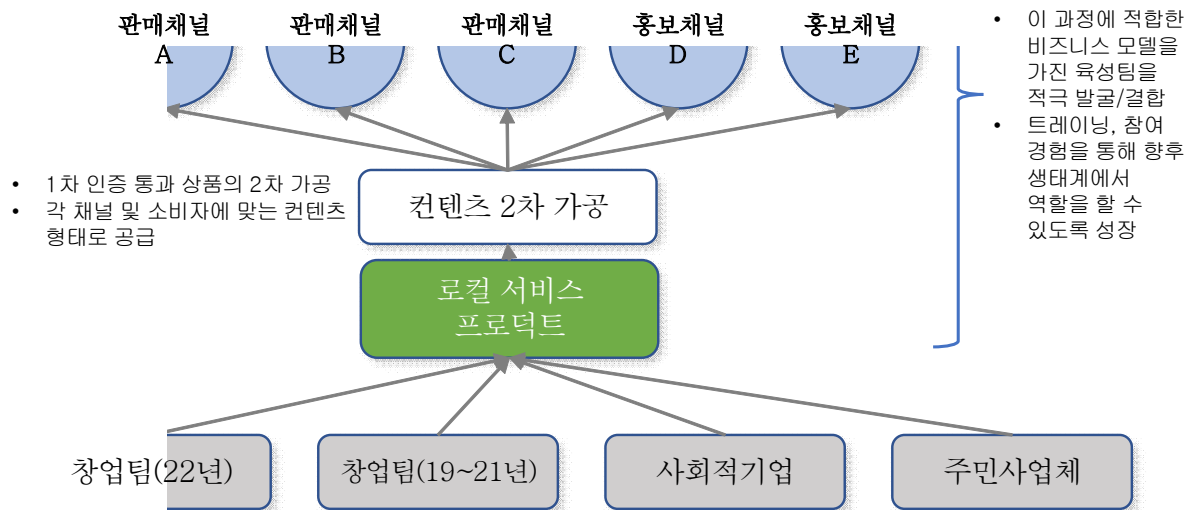 판매채널 A
판매채널 B
판매채널 C
홍보채널 D
홍보채널 E
• 이 과정에 적합한
비즈니스 모델을
가진 육성팀을
적극 발굴/결합
• 트레이닝, 참여
경험을 통해 향후
생태계에서
역할을 할 수
있도록 성장
• 1차 인증 통과 상품의 2차 가공
• 각 채널 및 소비자에 맞는 컨텐츠
형태로 공급
컨텐츠 2차 가공
로컬 서비스
프로덕트
창업팀(22년)
창업팀(19~21년)
사회적기업
주민사업체